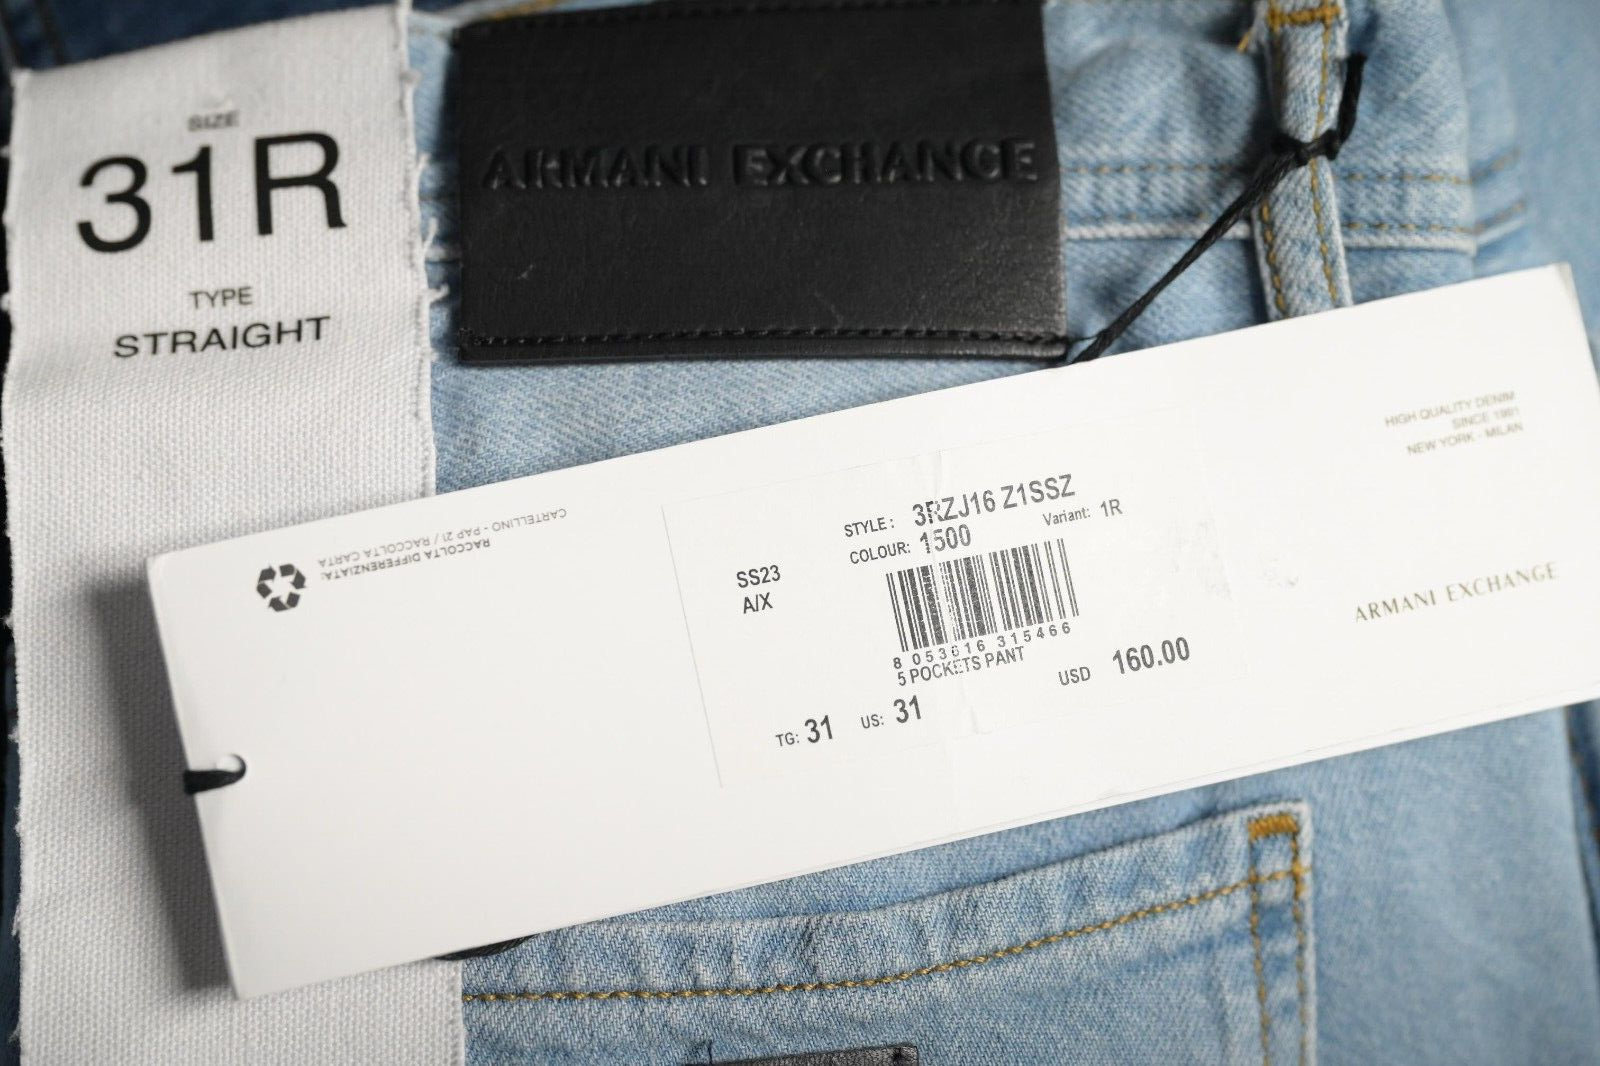 SIZE
31R
TYPE
STRAIGHT
ARMANI EXCHANGE
HIGH QUALITY DENIM
SINCE 1991
NEW YORK - MILAN
ARMANI EXCHANGE
STYLE: 3RZJ16 Z1SSZ
COLOUR: 1500 Variant: 1R
SS23
A/X
8 053616 315466
5 POCKETS PANT
TG: 31 US: 31 USD 160.00
RACCOLTA DIFFERENZIATA:
CARTELLINO - PAP 21 / RACCOLTA CARTA